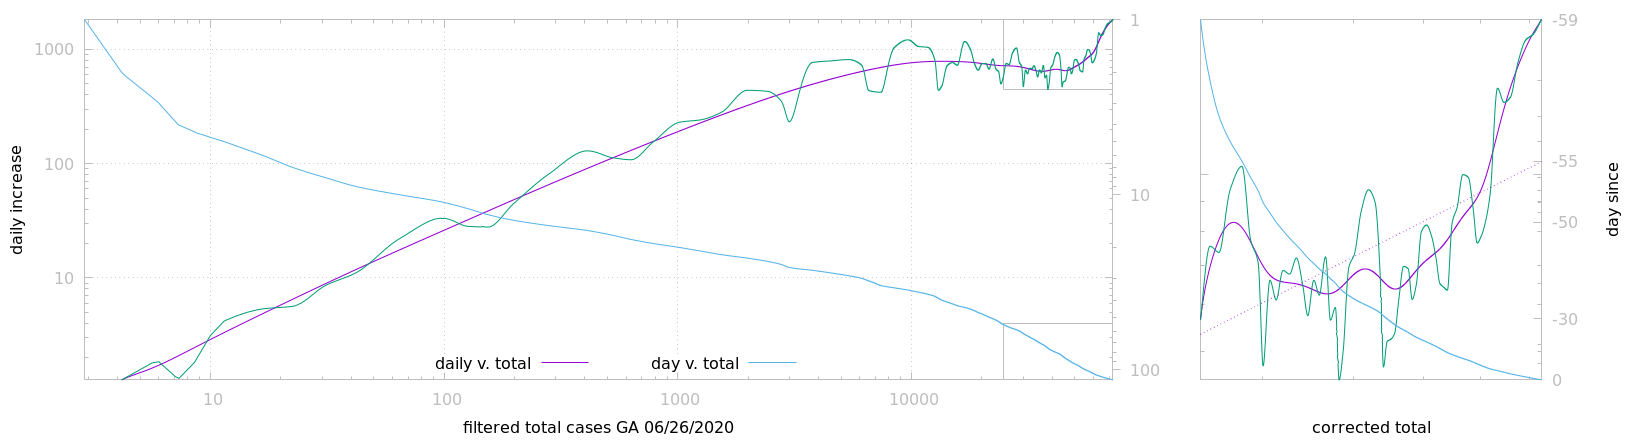 1000
100
10
daily increase
daily v. total
day v. total
10
100
1000
10000
filtered total cases GA 06/26/2020
1
10
100
-59
-55
-50
-30
0
day since
corrected total